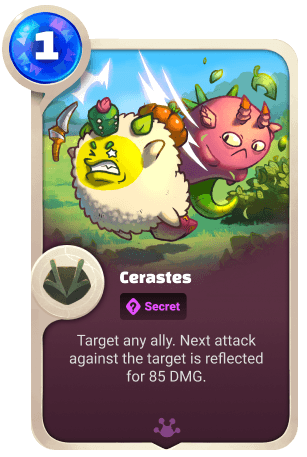 1
Cerastes
Secret
Target any ally. Next attack
against the target is reflected
for 85 DMG.